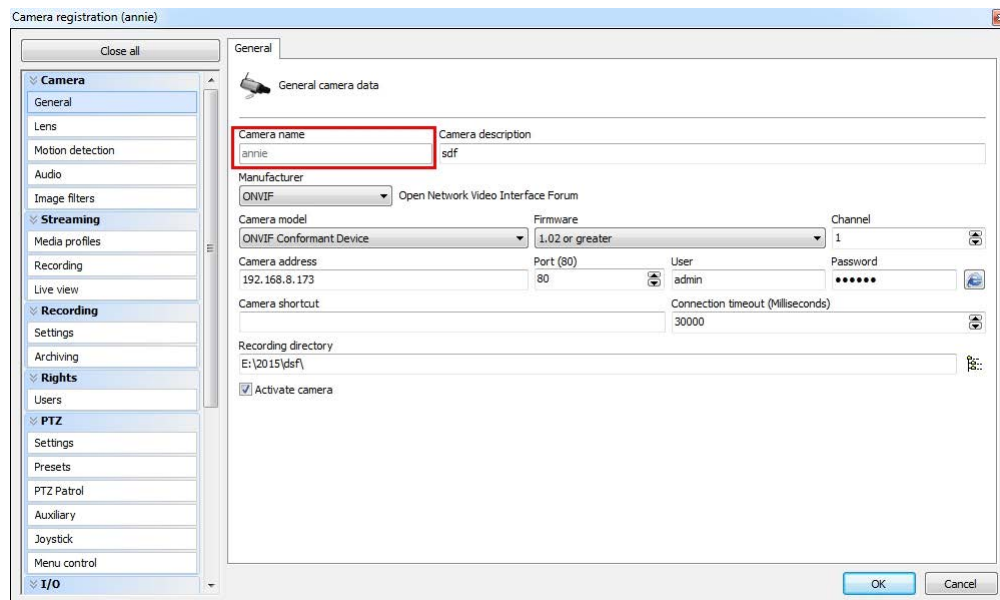 Camera registration (annie)
Close all
Camera
General
Lens
Motion detection
Audio
Image filters
Streaming
Media profiles
Recording
Live view
Recording
Settings
Archiving
Rights
Users
PTZ
Settings
Presets
PTZ Patrol
Auxiliary
Joystick
Menu control
I/O
General
General camera data
Camera name Camera description
annie sdf
Manufacturer
ONVIF Open Network Video Interface Forum
Camera model Firmware Channel
ONVIF Conformant Device 1.02 or greater 1
Camera address Port (80) User Password
192.168.8.173 80 admin ••••••
Camera shortcut Connection timeout (Milliseconds)
30000
Recording directory
E:\2015\dsf\
Activate camera
OK Cancel